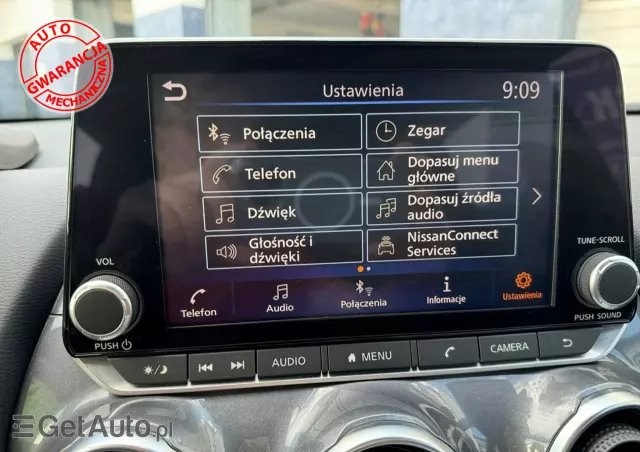 AUTO
GWARANCJA
MECHANICZNA
Ustawienia
9:09
Połączenia
Zegar
Telefon
Dopasuj menu
główne
Dźwięk
Dopasuj źródła
audio
Głośność i
dźwięki
NissanConnect
Services
Telefon
Audio
Połączenia
Informacje
Ustawienia
VOL
PUSH
TUNE·SCROLL
PUSH SOUND
AUDIO
MENU
CAMERA
GetAuto.pl